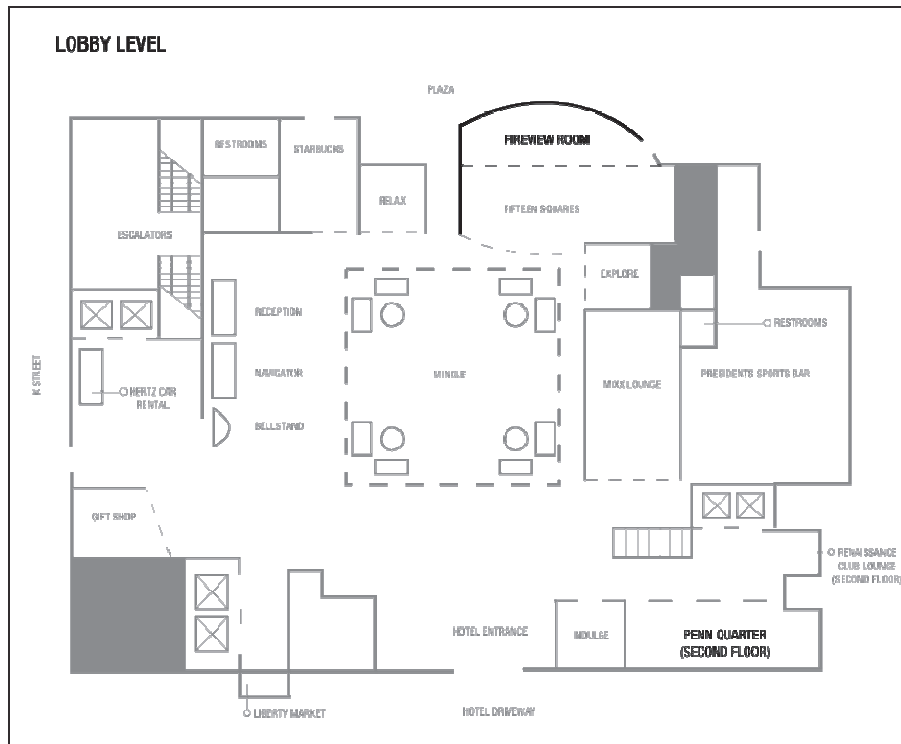 LOBBY LEVEL
PLAZA
FIREVIEW ROOM
RESTROOMS
STARBUCKS
RELAX
FIFTEEN SQUARES
ESCALATORS
EXPLORE
RECEPTION
RESTROOMS
K STREET
NAVIGATOR
MINGLE
MIXX LOUNGE
PRESIDENTS SPORTS BAR
HERTZ CAR
RENTAL
BELLSTAND
GIFT SHOP
RENAISSANCE
CLUB LOUNGE
(SECOND FLOOR)
HOTEL ENTRANCE
INDULGE
PENN QUARTER
(SECOND FLOOR)
LIBERTY MARKET
HOTEL DRIVEWAY